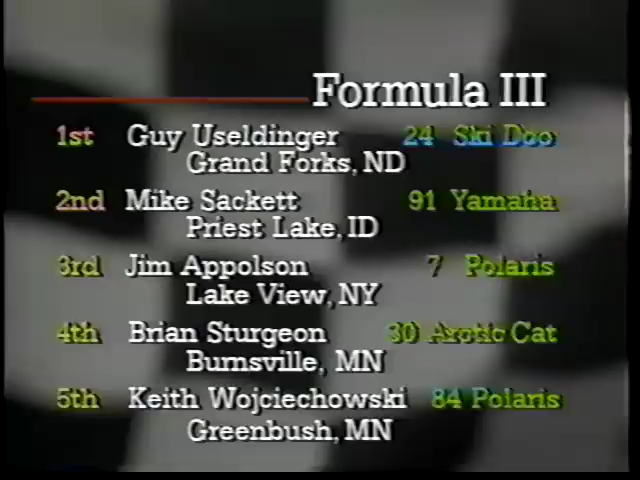 Formula III
1st Guy Useldinger 24 Ski Doo
Grand Forks, ND
2nd Mike Sackett 91 Yamaha
Priest Lake, ID
3rd Jim Appolson 7 Polaris
Lake View, NY
4th Brian Sturgeon 30 Arctic Cat
Burnsville, MN
5th Keith Wojciechowski 84 Polaris
Greenbush, MN